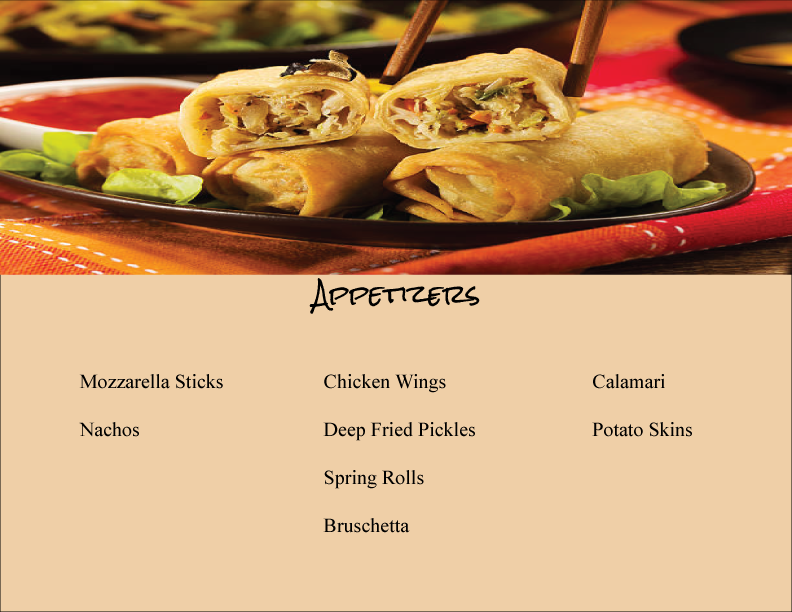 Appetizers
Mozzarella Sticks
Nachos
Chicken Wings
Deep Fried Pickles
Spring Rolls
Bruschetta
Calamari
Potato Skins